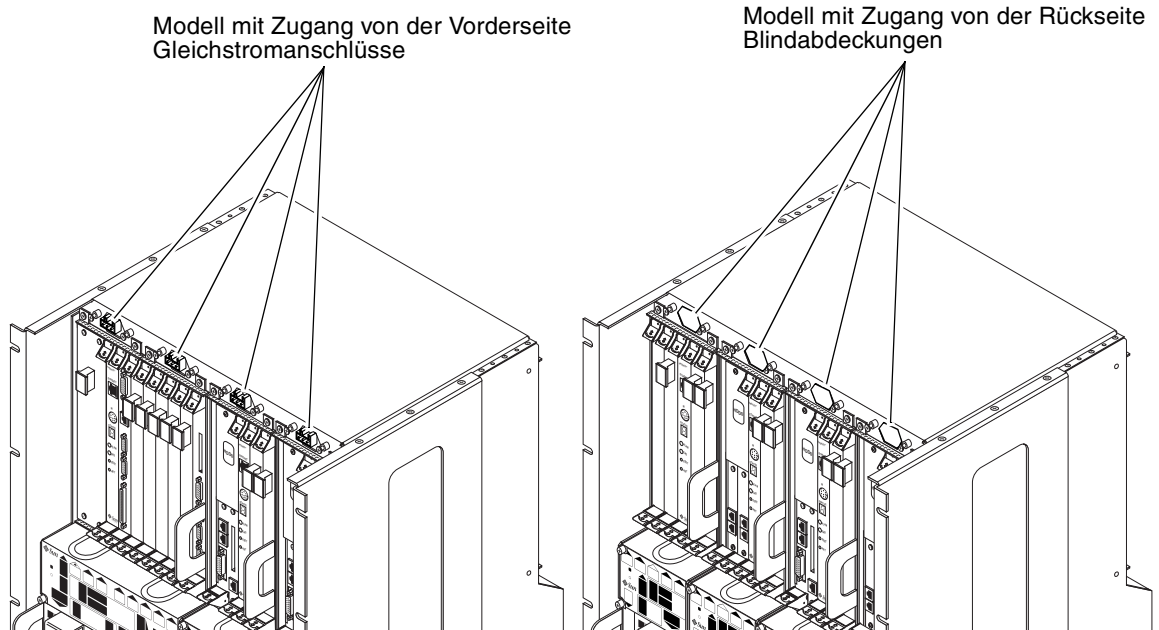 Modell mit Zugang von der Vorderseite
Gleichstromanschlüsse
Modell mit Zugang von der Rückseite
Blindabdeckungen